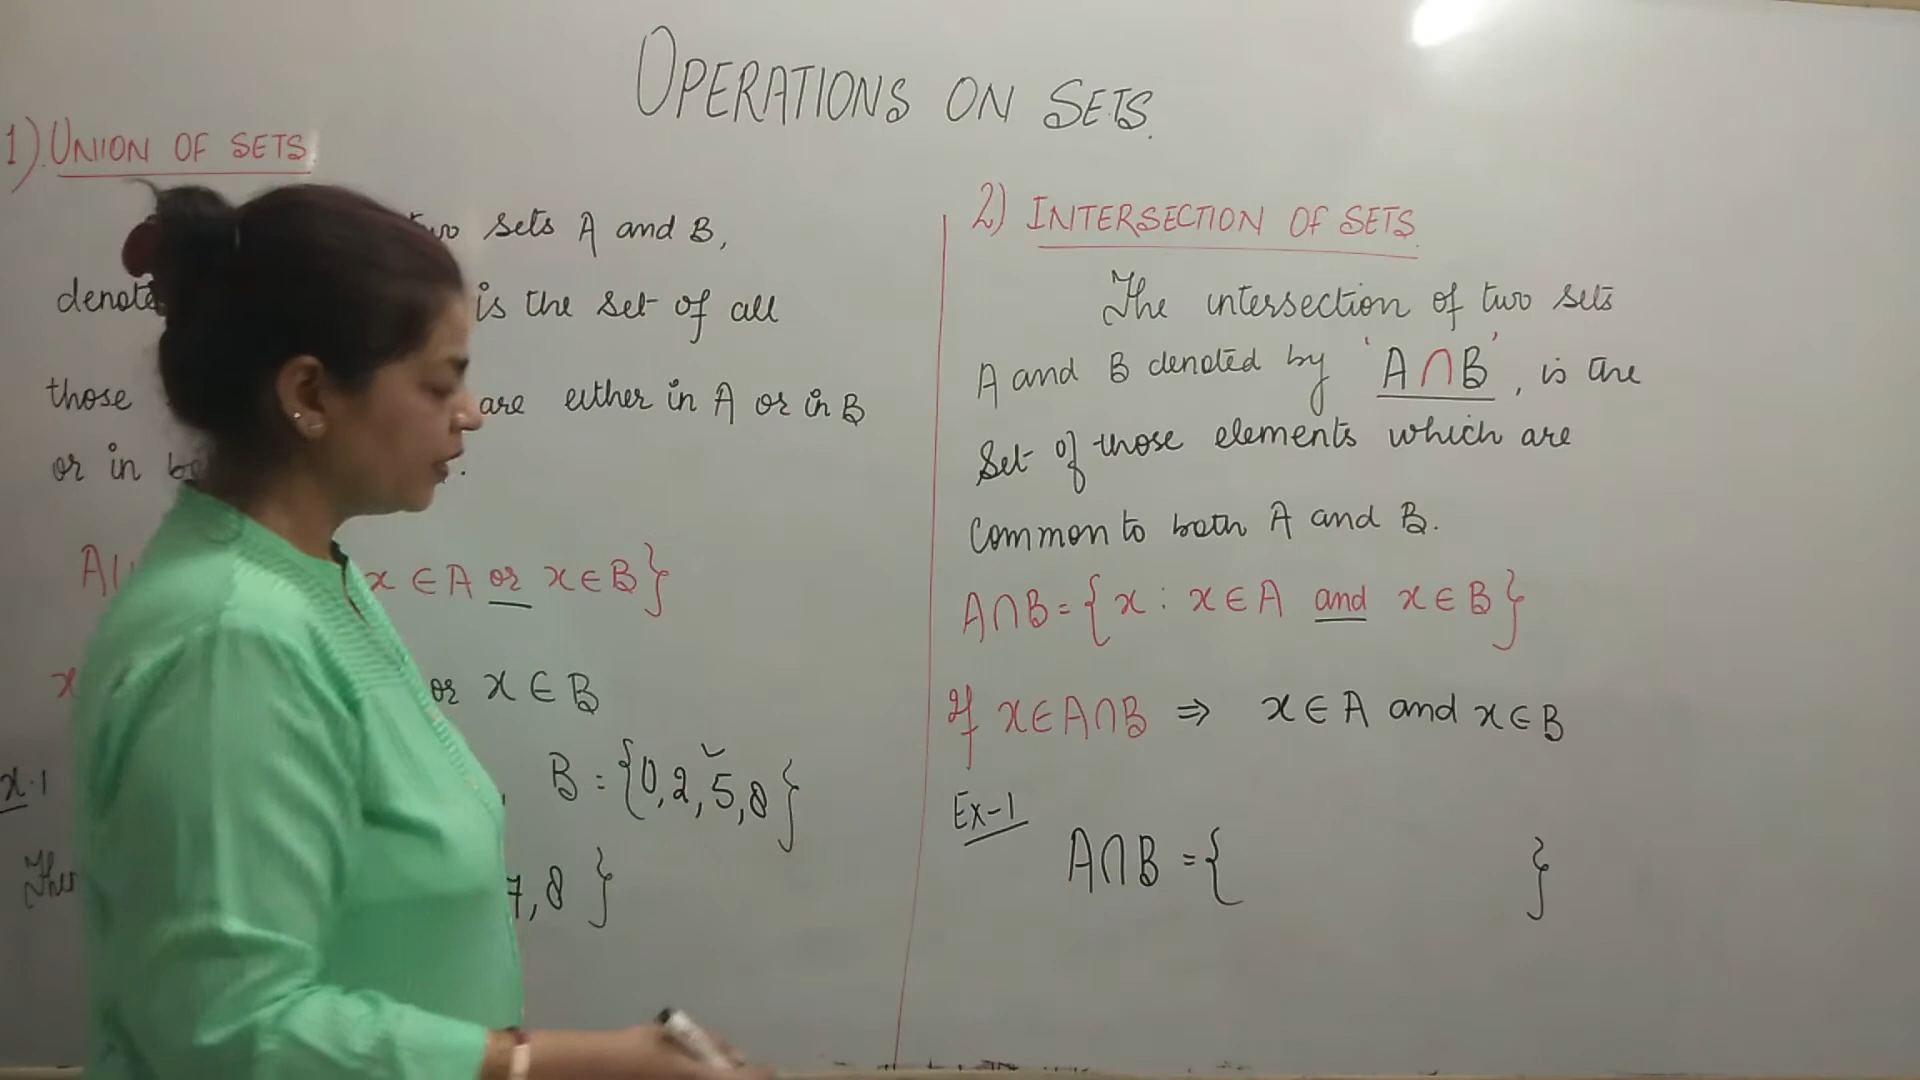 OPERATIONS ON SETS.
1) UNION OF SETS
two sets A and B,
is the set of all
those are either in A or in B
or in
x ∈ A or x ∈ B}
or x ∈ B
B = {0, 2, 5, 8}
7, 8 }
2) INTERSECTION OF SETS
The intersection of two sets
A and B denoted by 'A ∩ B', is the
Set of those elements which are
Common to both A and B.
A∩B = {x : x ∈ A and x ∈ B}
If x ∈ A∩B ⇒ x ∈ A and x ∈ B
Ex-1
A∩B = { }